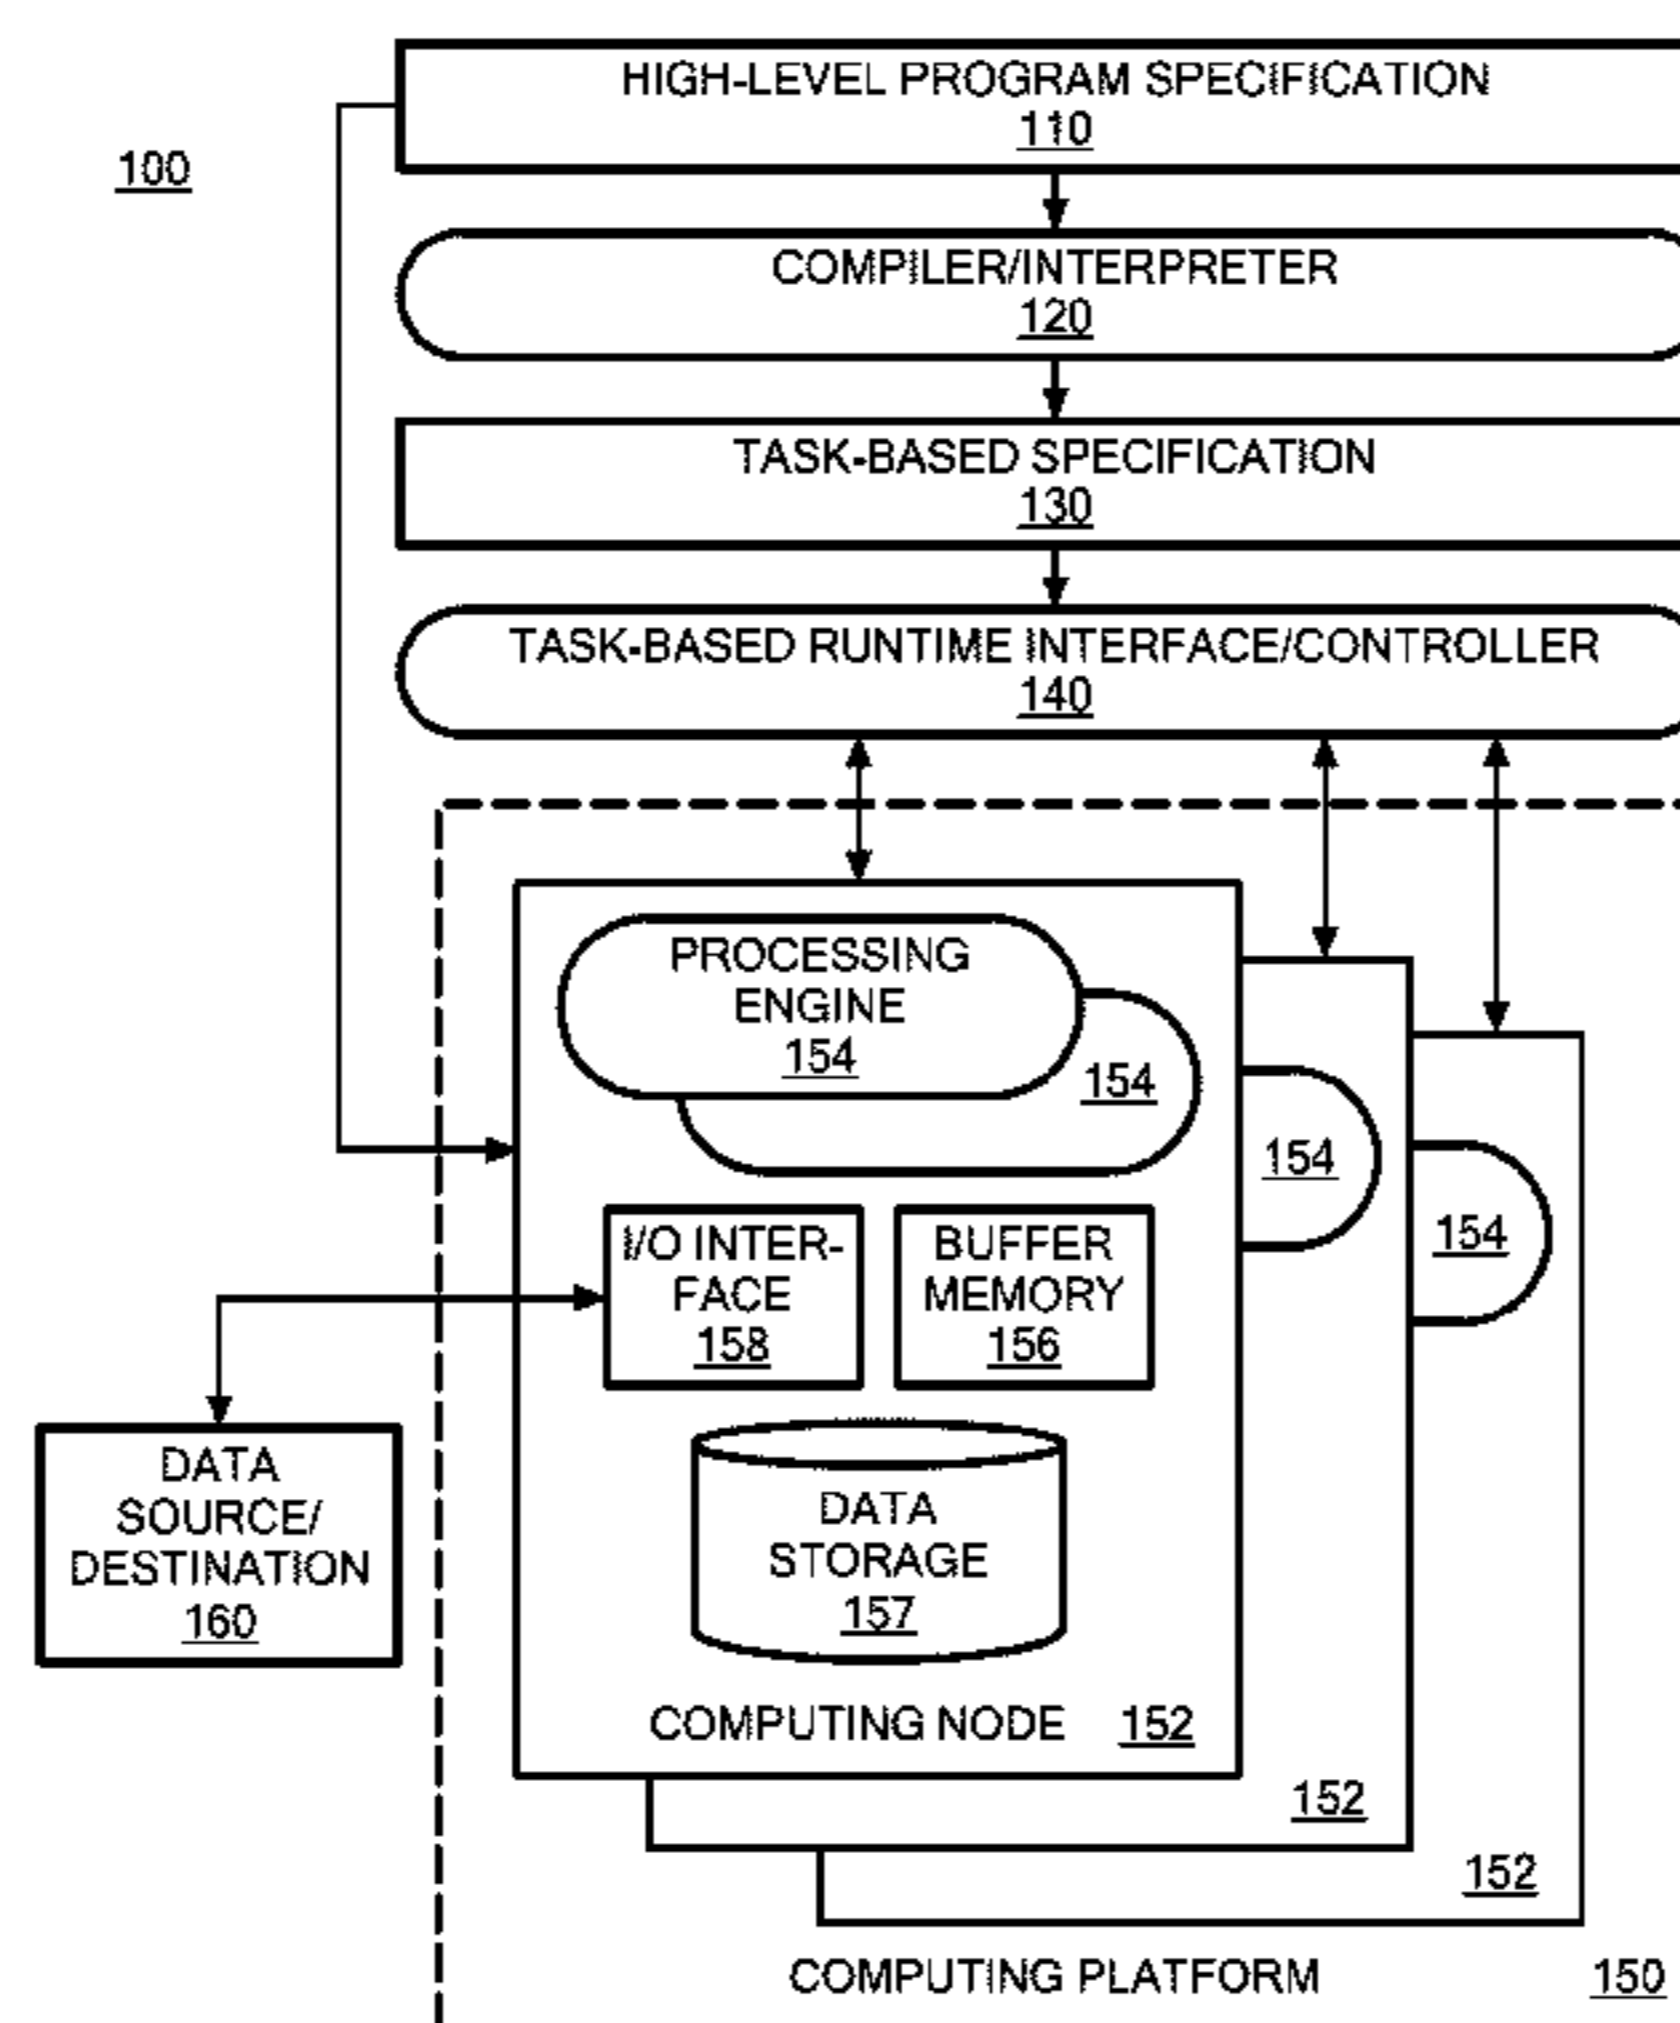 HIGH-LEVEL PROGRAM SPECIFICATION
110
100
COMPILER/INTERPRETER
120
TASK-BASED SPECIFICATION
130
TASK-BASED RUNTIME INTERFACE/CONTROLLER
140
PROCESSING
ENGINE
154
154
154
154
I/O INTER-
FACE
158
BUFFER
MEMORY
156
DATA
SOURCE/
DESTINATION
160
DATA
STORAGE
157
COMPUTING NODE 152
152
152
COMPUTING PLATFORM 150